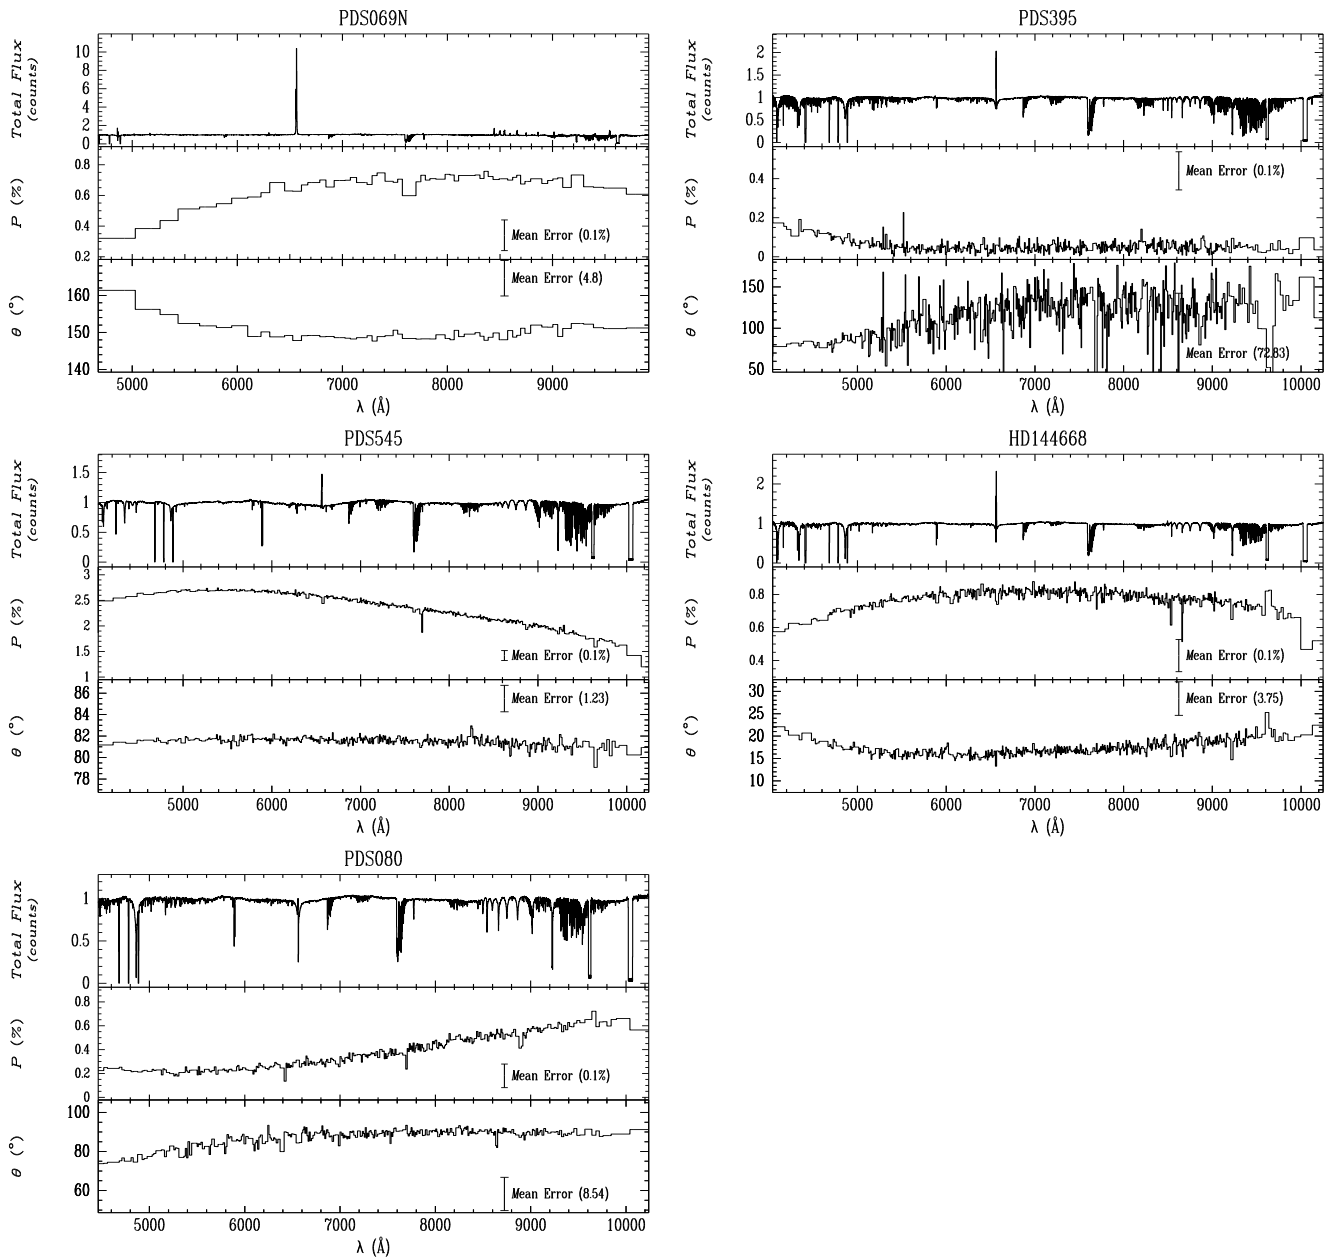 PDS069N
Total Flux
(counts)
10
8
6
4
2
0
P (%)
0.8
0.6
0.4
0.2
Mean Error (0.1%)
θ (°)
160
150
140
Mean Error (4.8)
5000 6000 7000 8000 9000
λ (Å)
PDS395
Total Flux
(counts)
2
1.5
1
0.5
0
P (%)
0.4
0.2
0
Mean Error (0.1%)
θ (°)
150
100
50
Mean Error (72.83)
5000 6000 7000 8000 9000 10000
λ (Å)
PDS545
Total Flux
(counts)
1.5
1
0.5
0
P (%)
3
2.5
2
1.5
1
Mean Error (0.1%)
θ (°)
86
84
82
80
78
Mean Error (1.23)
5000 6000 7000 8000 9000 10000
λ (Å)
HD144668
Total Flux
(counts)
2
1
0
P (%)
0.8
0.6
0.4
Mean Error (0.1%)
θ (°)
30
25
20
15
10
Mean Error (3.75)
5000 6000 7000 8000 9000 10000
λ (Å)
PDS080
Total Flux
(counts)
1
0.5
0
P (%)
0.8
0.6
0.4
0.2
0
Mean Error (0.1%)
θ (°)
100
80
60
Mean Error (8.54)
5000 6000 7000 8000 9000 10000
λ (Å)